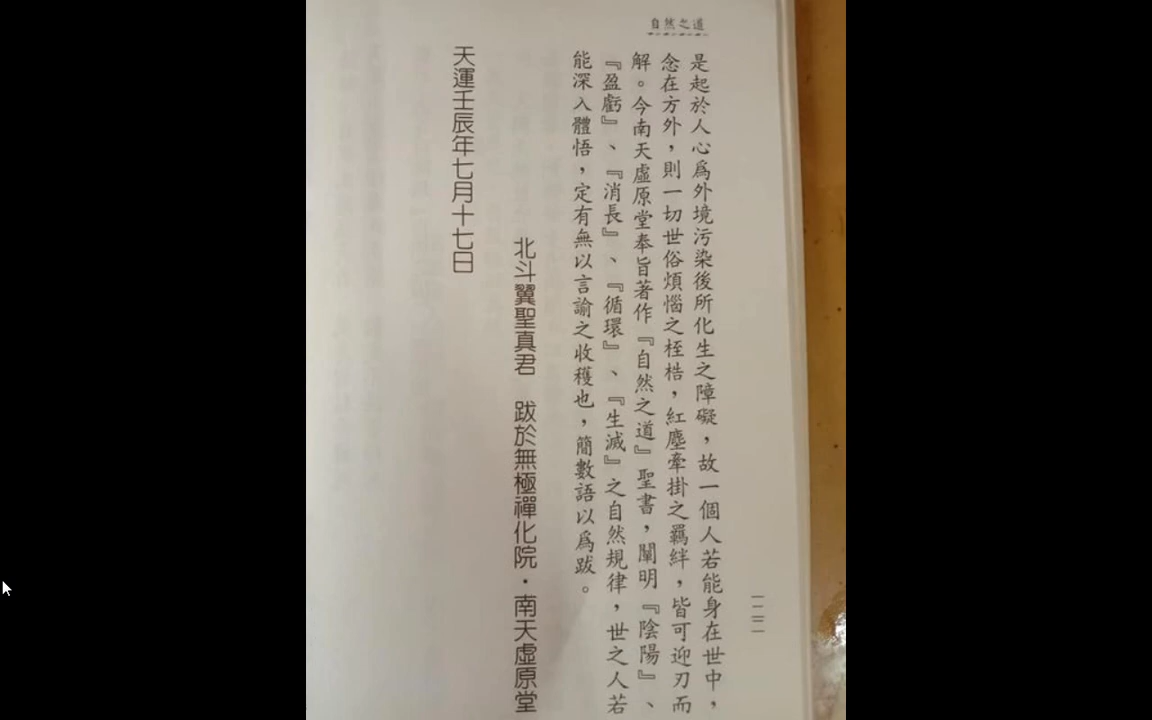 自然之道
是起於人心爲外境污染後所化生之障礙，故一個人若能身在世中，
念在方外，則一切世俗煩惱之桎梏，紅塵牽掛之羈絆，皆可迎刃而
解。今南天虛原堂奉旨著作『自然之道』聖書，闡明『陰陽』、
『盈虧』、『消長』、『循環』、『生滅』之自然規律，世之人若
能深入體悟，定有無以言諭之收穫也，簡數語以爲跋。
北斗翼聖真君　跋於無極禪化院・南天虛原堂
天運壬辰年七月十七日
一二二